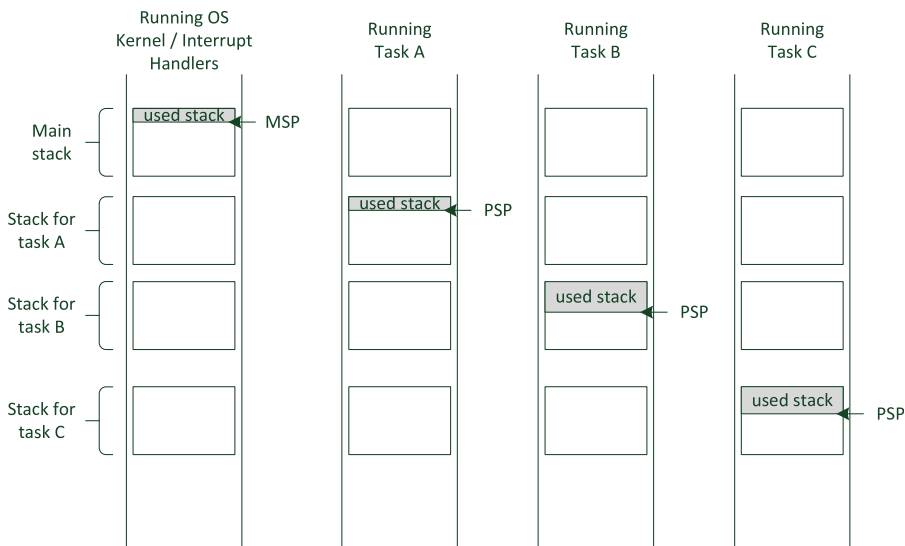 Running OS
Kernel / Interrupt
Handlers
Running
Task A
Running
Task B
Running
Task C
Main
stack
used stack
MSP
Stack for
task A
used stack
PSP
Stack for
task B
used stack
PSP
Stack for
task C
used stack
PSP